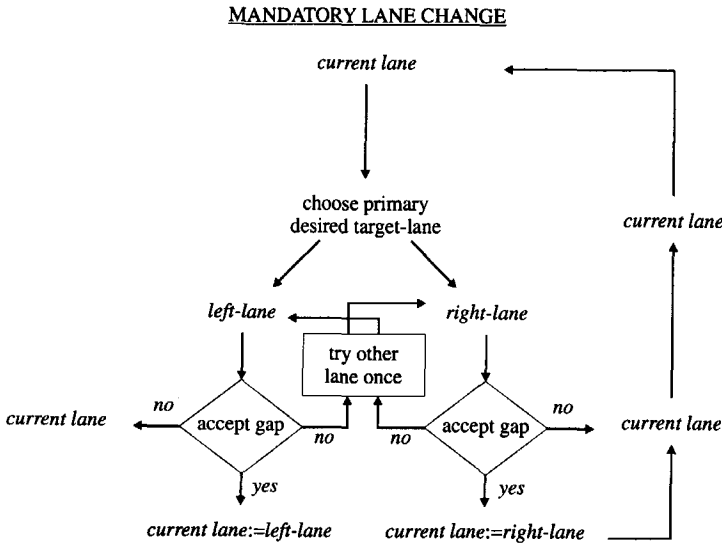 MANDATORY LANE CHANGE
current lane
choose primary
desired target-lane
current lane
left-lane
right-lane
try other
lane once
current lane
no
accept gap
no
no
accept gap
no
current lane
yes
yes
current lane:=left-lane
current lane:=right-lane